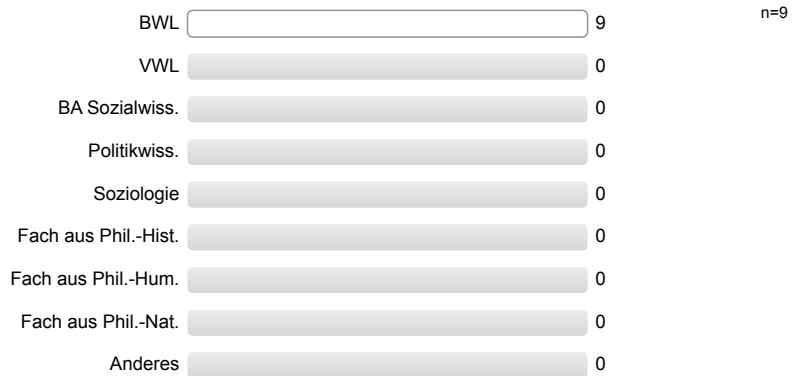 BWL 9 n=9
VWL 0
BA Sozialwiss. 0
Politikwiss. 0
Soziologie 0
Fach aus Phil.-Hist. 0
Fach aus Phil.-Hum. 0
Fach aus Phil.-Nat. 0
Anderes 0